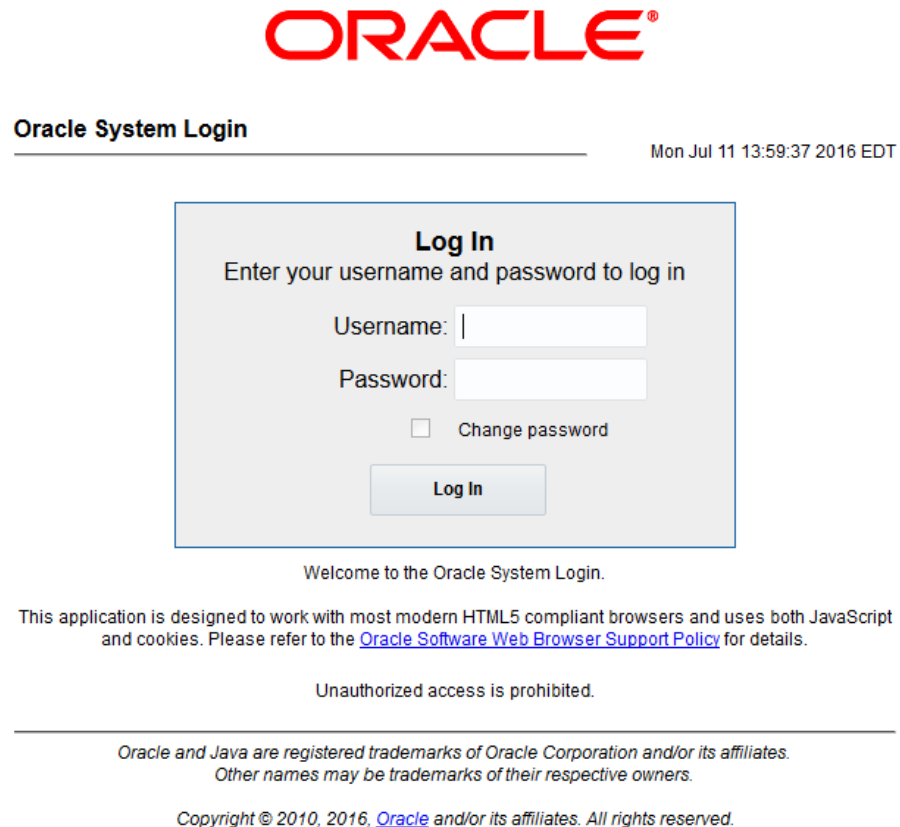 ORACLE®
Oracle System Login
Mon Jul 11 13:59:37 2016 EDT
Log In
Enter your username and password to log in
Username:
Password:
Change password
Log In
Welcome to the Oracle System Login.
This application is designed to work with most modern HTML5 compliant browsers and uses both JavaScript
and cookies. Please refer to the Oracle Software Web Browser Support Policy for details.
Unauthorized access is prohibited.
Oracle and Java are registered trademarks of Oracle Corporation and/or its affiliates.
Other names may be trademarks of their respective owners.
Copyright © 2010, 2016, Oracle and/or its affiliates. All rights reserved.